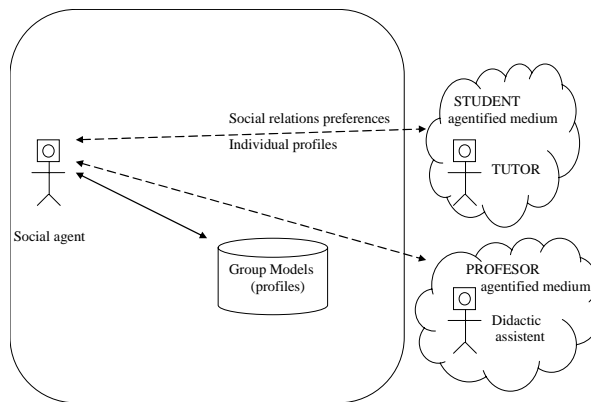 Social relations preferences
Individual profiles
STUDENT
agentified medium
TUTOR
Social agent
Group Models
(profiles)
PROFESOR
agentified medium
Didactic
assistent